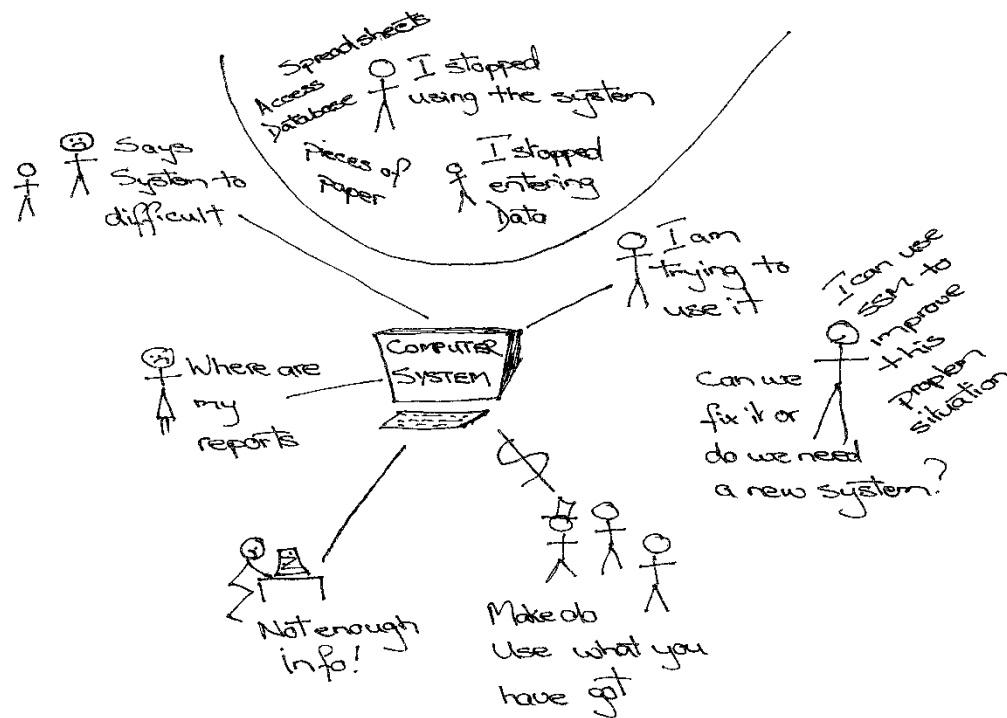 Spreadsheets
Access
Database
Pieces of
Paper
I stopped
using the system
I stopped
entering
Data
Says
System to
difficult
I am
trying to
use it
I can use
SSM to
improve
this
problem
situation
Can we
fix it or
do we need
a new system?
COMPUTER
SYSTEM
Where are
my
reports
Not enough
info!
Make do
Use what you
have got